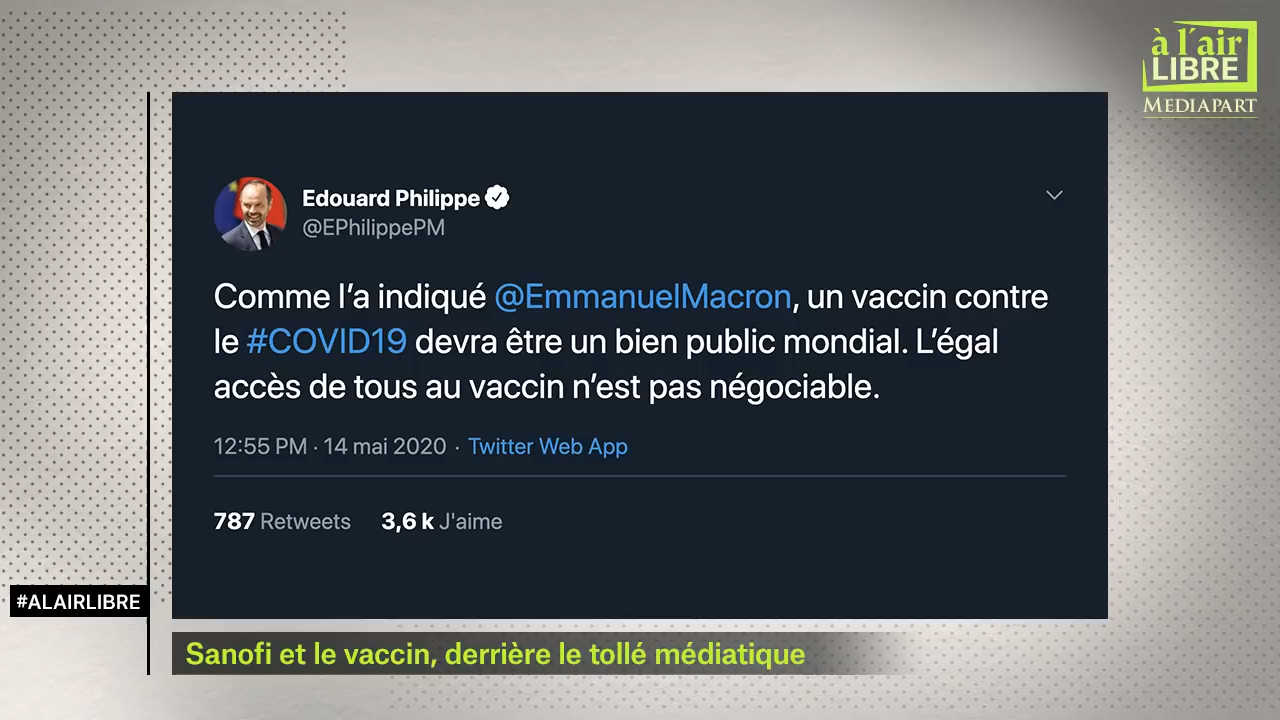 à l'air
LIBRE
MEDIAPART
Edouard Philippe
@EPhilippePM
Comme l’a indiqué @EmmanuelMacron, un vaccin contre
le #COVID19 devra être un bien public mondial. L’égal
accès de tous au vaccin n’est pas négociable.
12:55 PM · 14 mai 2020 · Twitter Web App
787 Retweets 3,6 k J'aime
#ALAIRLIBRE
Sanofi et le vaccin, derrière le tollé médiatique